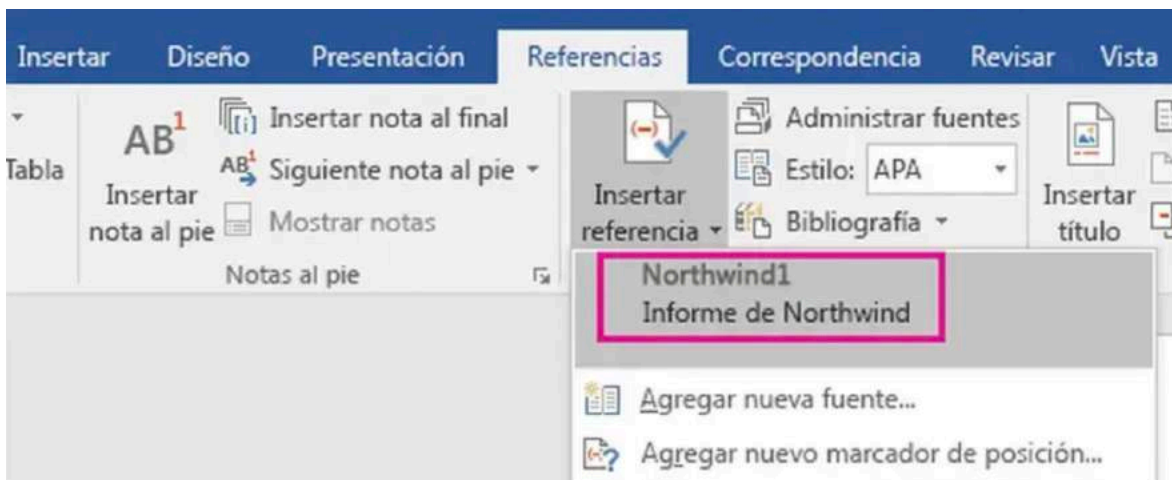 Insertar Diseño Presentación Referencias Correspondencia Revisar Vista
Tabla
AB1
Insertar
nota al pie
Insertar nota al final
AB1 Siguiente nota al pie
Mostrar notas
Notas al pie
Insertar
referencia
Administrar fuentes
Estilo: APA
Bibliografía
Insertar
título
Northwind1
Informe de Northwind
Agregar nueva fuente...
Agregar nuevo marcador de posición...